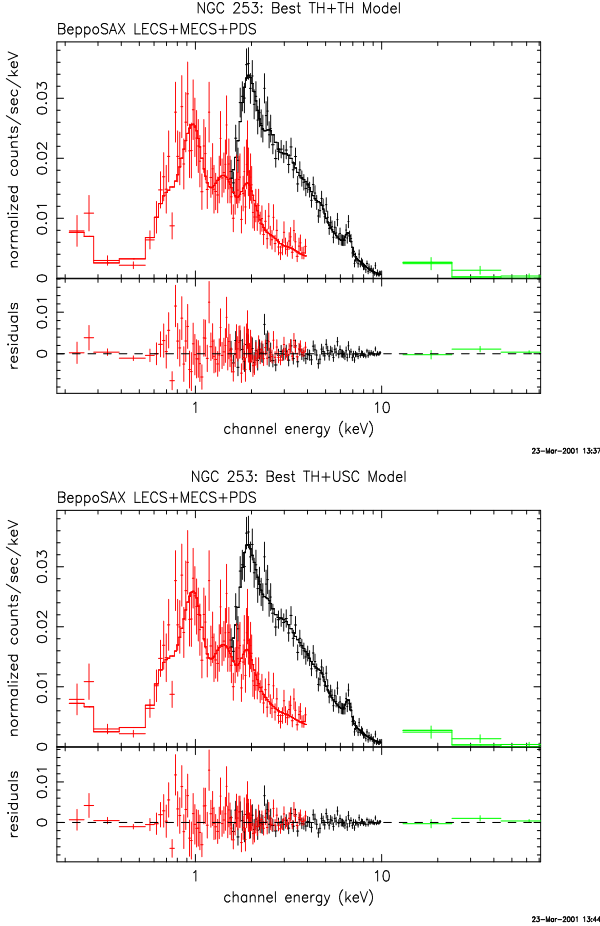 NGC 253: Best TH+TH Model
BeppoSAX LECS+MECS+PDS
normalized counts/sec/keV
0.03
0.02
0.01
0
residuals
0.01
0
1
10
channel energy (keV)
23-Mar-2001 13:37
NGC 253: Best TH+USC Model
BeppoSAX LECS+MECS+PDS
normalized counts/sec/keV
0.03
0.02
0.01
0
residuals
0.01
0
1
10
channel energy (keV)
23-Mar-2001 13:44